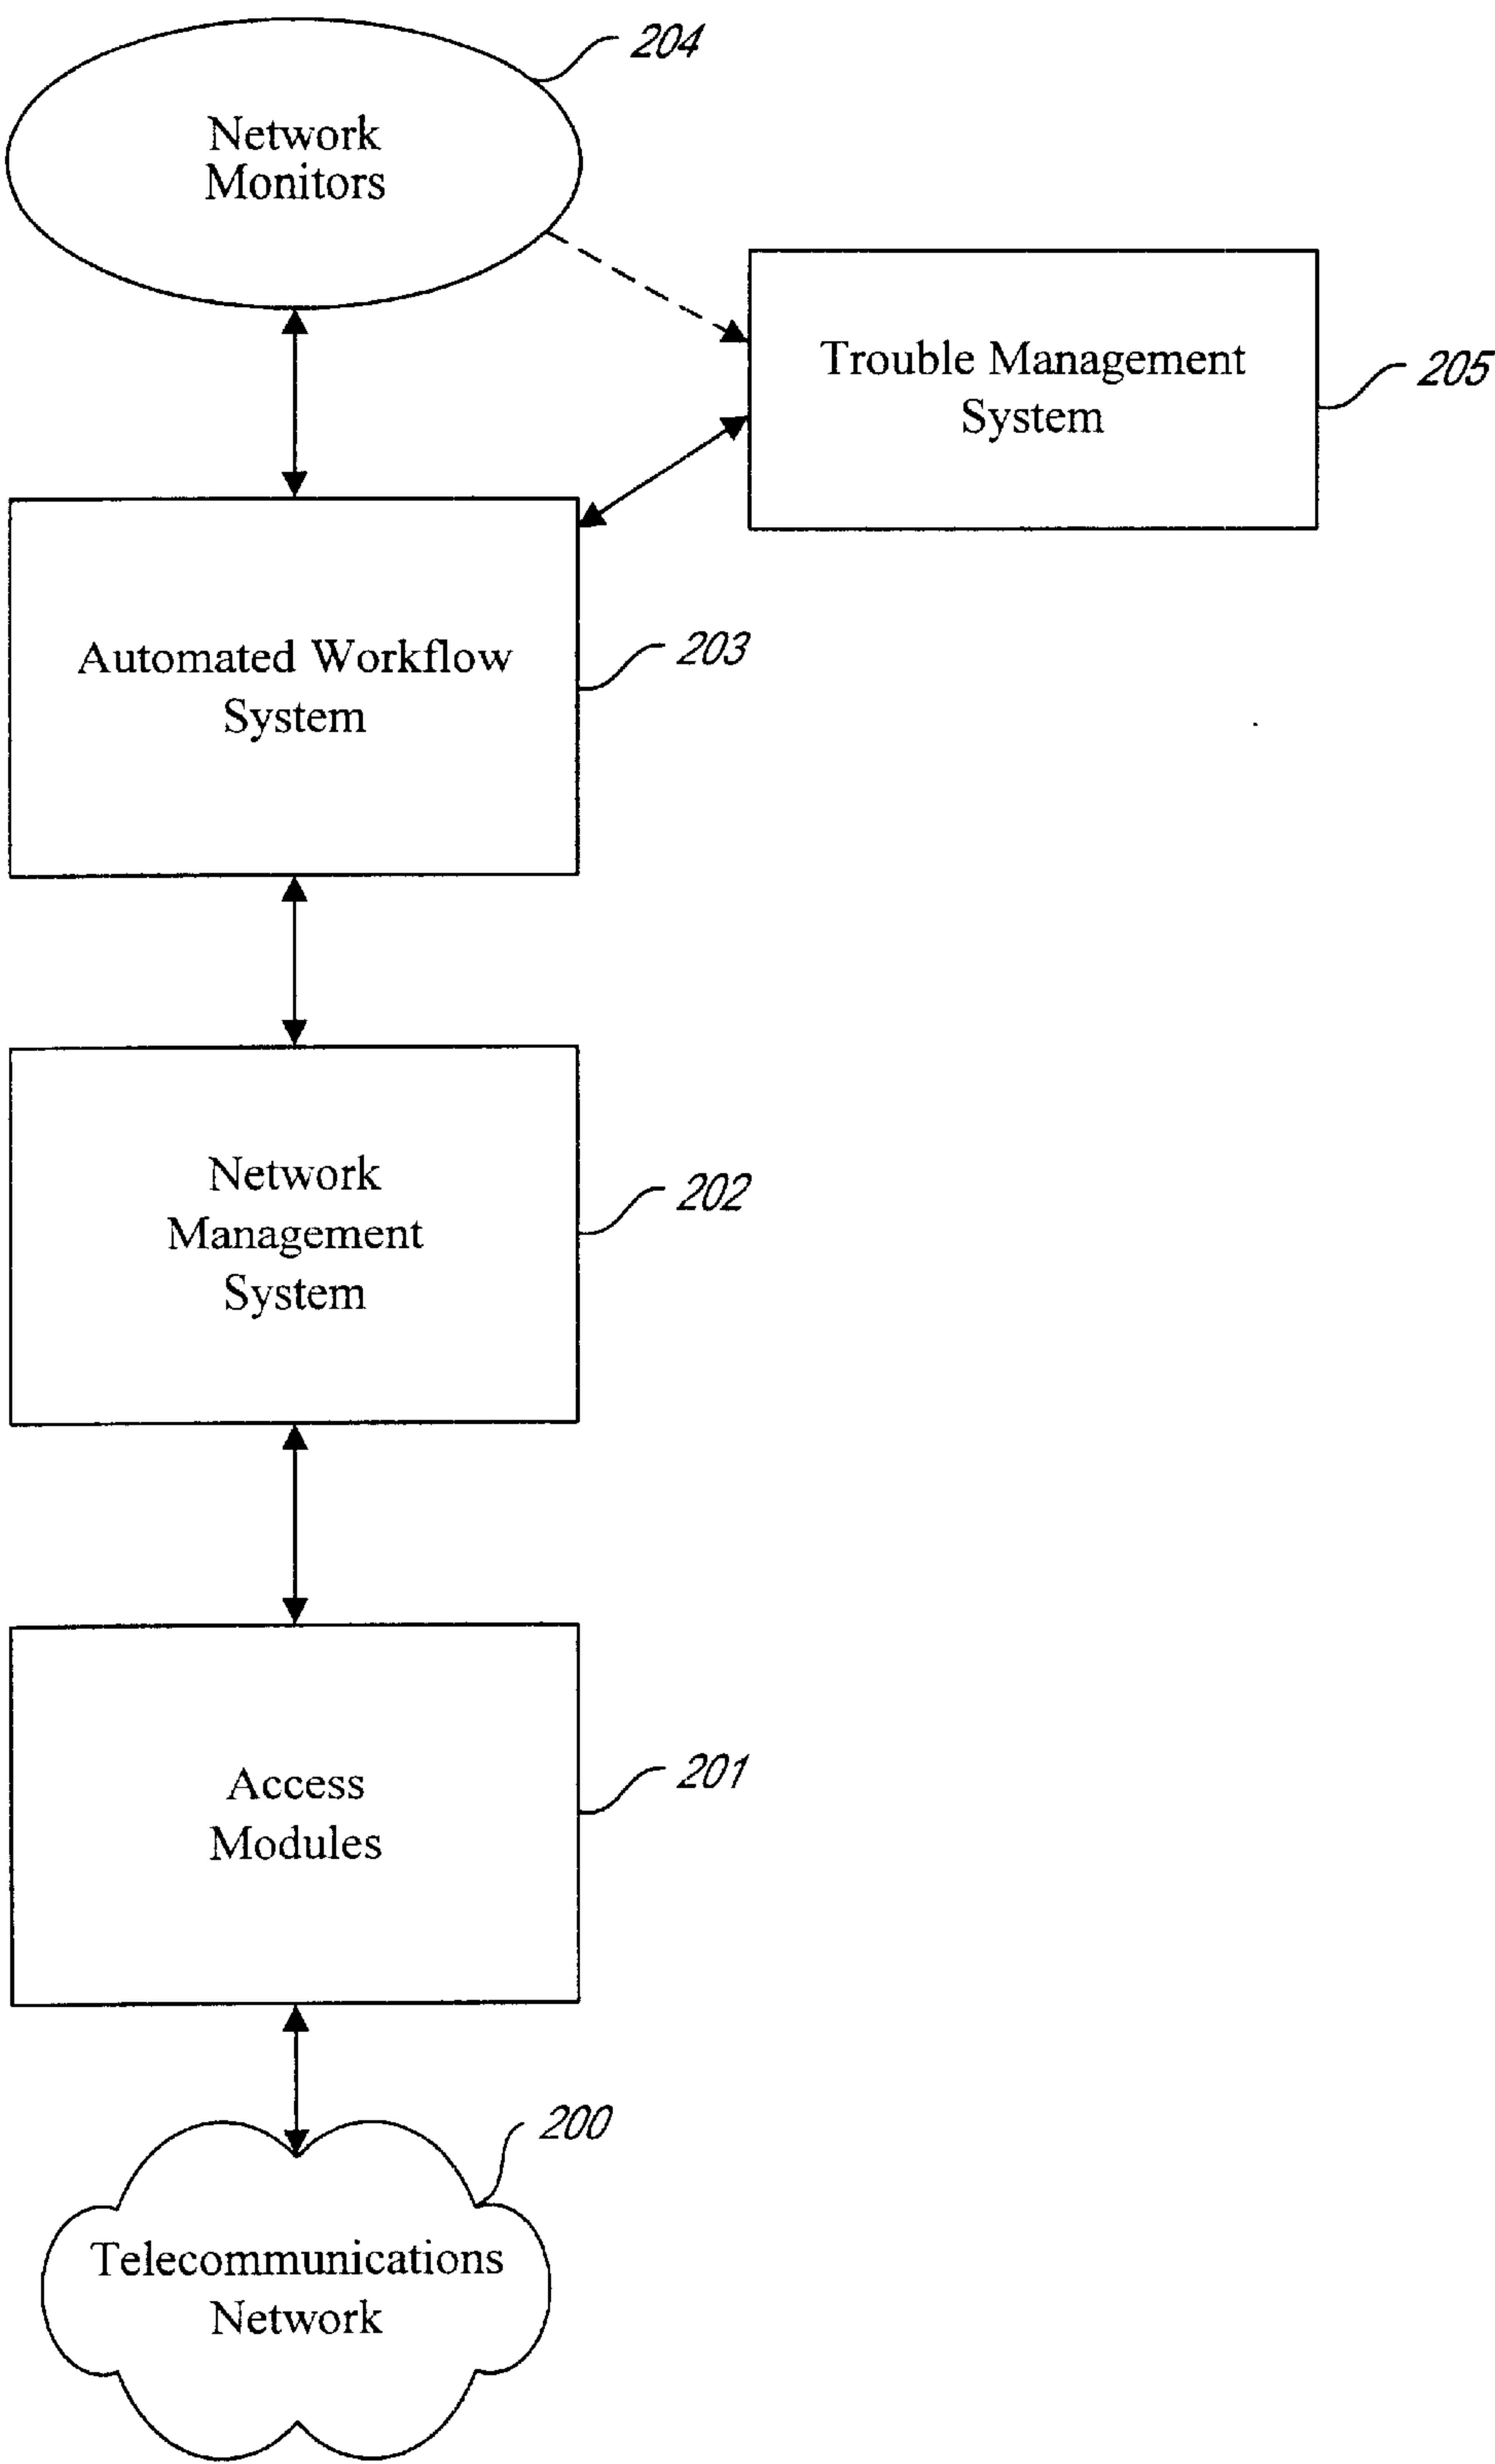 204
Network
Monitors
Trouble Management
System
205
Automated Workflow
System
203
Network
Management
System
202
Access
Modules
201
200
Telecommunications
Network